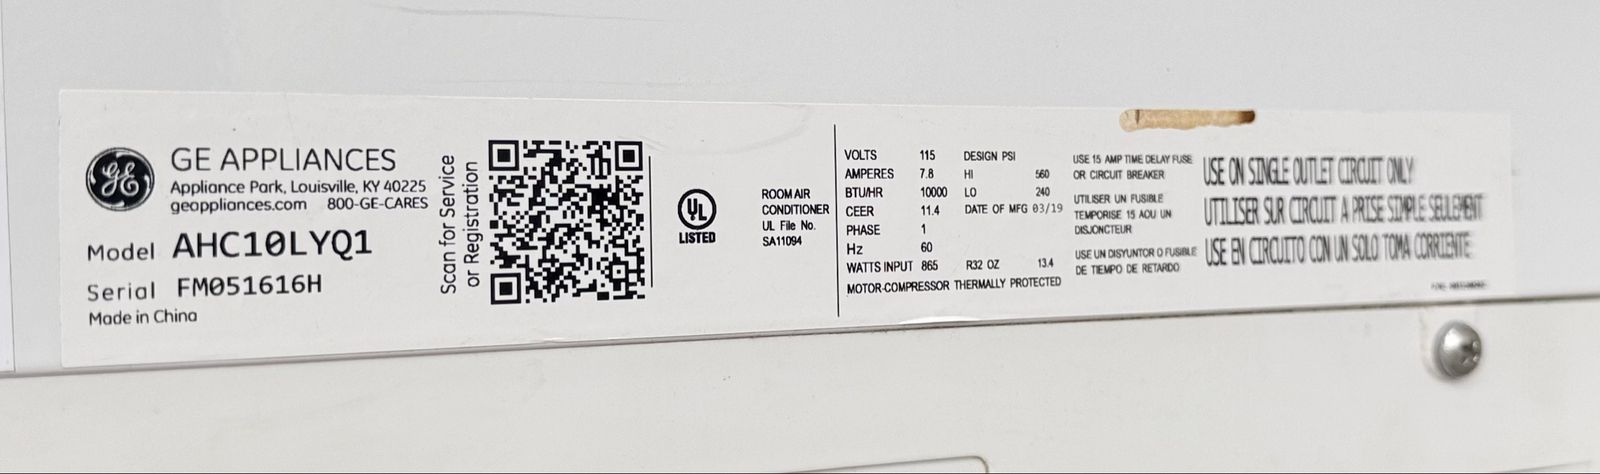 GE
GE APPLIANCES
Appliance Park, Louisville, KY 40225
geappliances.com 800-GE-CARES
Model AHC10LYQ1
Serial FM051616H
Made in China
Scan for Service
or Registration
UL
LISTED
ROOM AIR
CONDITIONER
UL File No.
SA11094
VOLTS 115 DESIGN PSI
AMPERES 7.8 HI 560
BTU/HR 10000 LO 240
CEER 11.4 DATE OF MFG 03/19
PHASE 1
Hz 60
WATTS INPUT 865 R32 OZ 13.4
MOTOR-COMPRESSOR THERMALLY PROTECTED
USE 15 AMP TIME DELAY FUSE
OR CIRCUIT BREAKER
UTILISER UN FUSIBLE
TEMPORISE 15 AOU UN
DISJONCTEUR
USE UN DISYUNTOR O FUSIBLE
DE TIEMPO DE RETARDO
USE ON SINGLE OUTLET CIRCUIT ONLY
UTILISER SUR CIRCUIT A PRISE SIMPLE SEULEMENT
USE EN CIRCUITO CON UN SOLO TOMA CORRIENTE